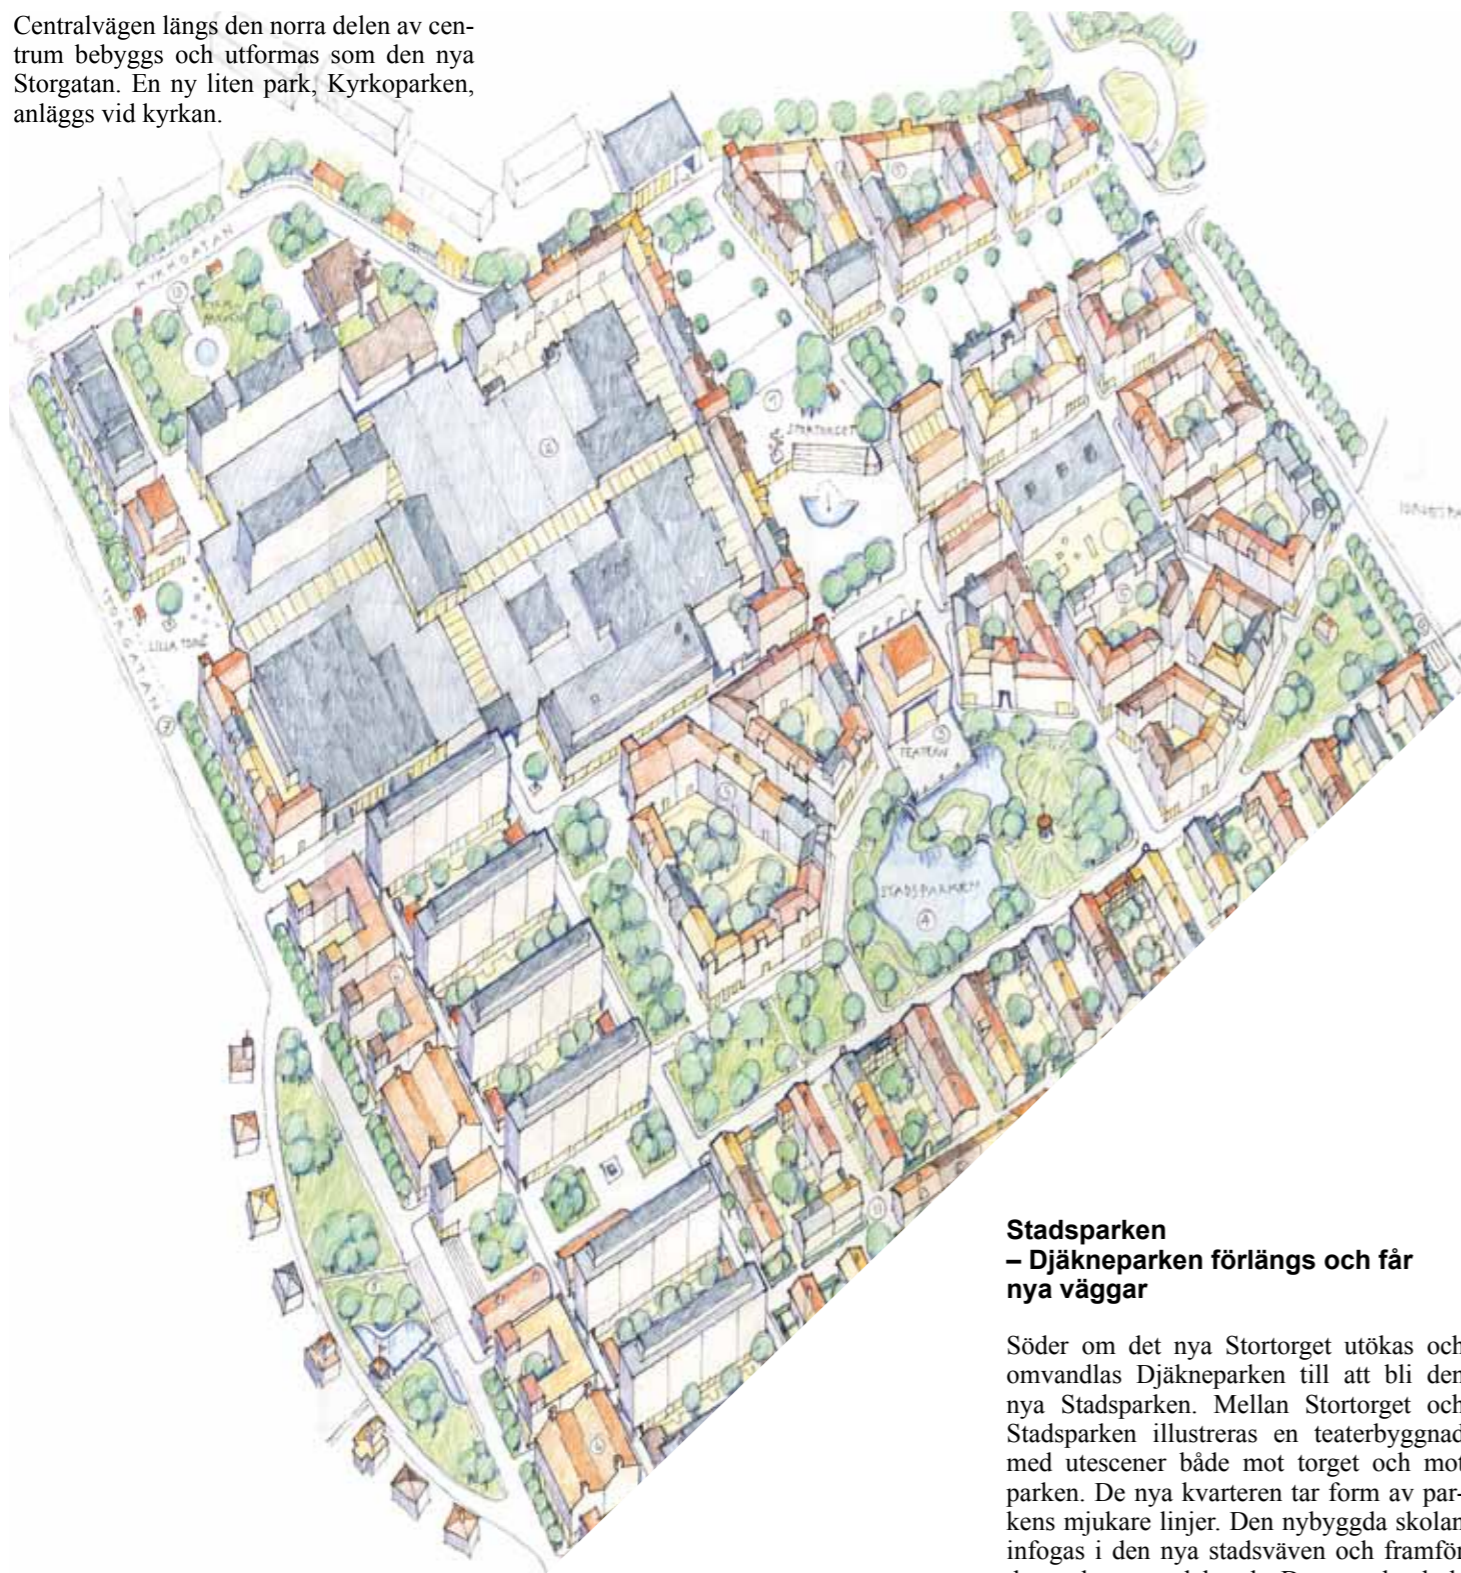 Centralvägen längs den norra delen av cen-
trum bebyggs och utformas som den nya
Storgatan. En ny liten park, Kyrkoparken,
anläggs vid kyrkan.
KYRKOGATAN
STORTORGET
LILLA TORG
STORGATAN
7
TEATERN
STADSPARKEN
4
Stadsparken
– Djäkneparken förlängs och får
nya väggar
Söder om det nya Stortorget utökas och
omvandlas Djäkneparken till att bli den
nya Stadsparken. Mellan Stortorget och
Stadsparken illustreras en teaterbyggnad
med utescener både mot torget och mot
parken. De nya kvarteren tar form av par-
kens mjukare linjer. Den nybyggda skolan
infogas i den nya stadsväven och framför